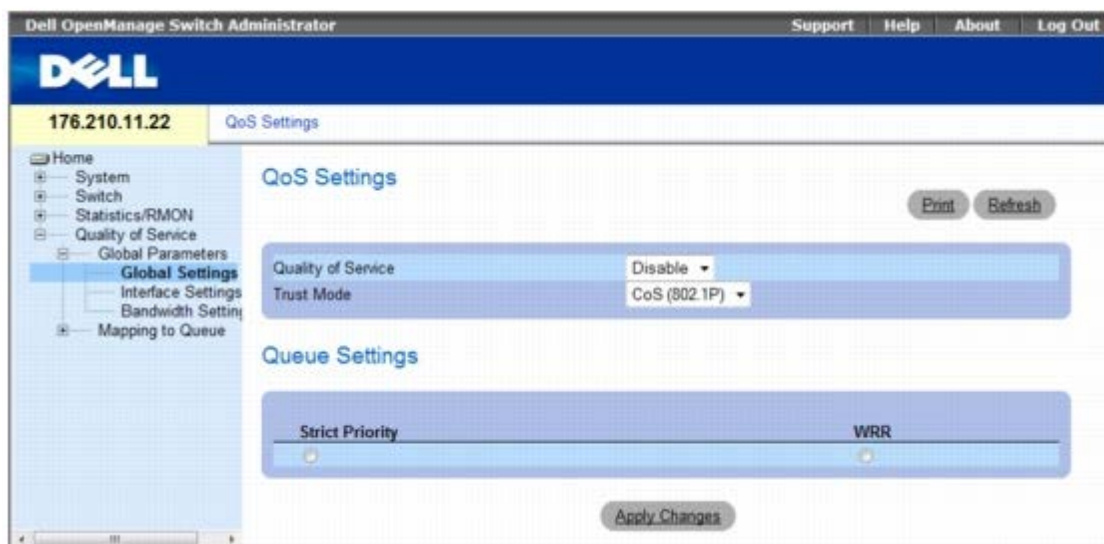 Dell OpenManage Switch Administrator Support Help About Log Out
DELL
176.210.11.22 QoS Settings
Home
System
Switch
Statistics/RMON
Quality of Service
Global Parameters
Global Settings
Interface Settings
Bandwidth Setting
Mapping to Queue
QoS Settings
Print Refresh
Quality of Service Disable
Trust Mode CoS (802.1P)
Queue Settings
Strict Priority WRR
Apply Changes